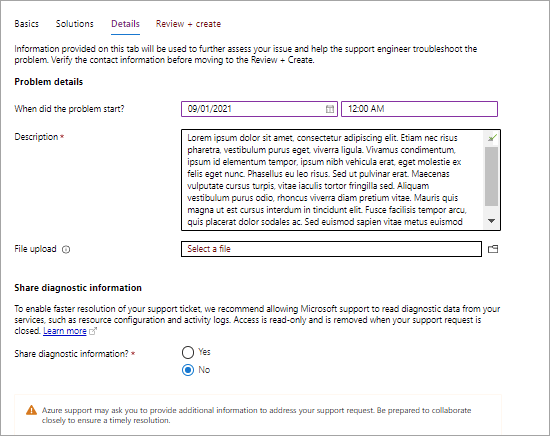 Basics Solutions Details Review + create
Information provided on this tab will be used to further assess your issue and help the support engineer troubleshoot the
problem. Verify the contact information before moving to the Review + Create.
Problem details
When did the problem start? 09/01/2021 12:00 AM
Description *
Lorem ipsum dolor sit amet, consectetur adipiscing elit. Etiam nec risus
pharetra, vestibulum purus eget, viverra ligula. Vivamus condimentum,
ipsum id elementum tempor, ipsum nibh vehicula erat, eget molestie ex
felis eget nunc. Phasellus eu leo risus. Sed ut pulvinar erat. Maecenas
vulputate cursus turpis, vitae iaculis tortor fringilla sed. Aliquam
vestibulum purus odio, rhoncus viverra diam pretium vitae. Mauris quis
magna ut est cursus interdum in tincidunt elit. Fusce facilisis tempor arcu,
quis placerat dolor sodales ac. Sed euismod sapien vitae metus euismod
File upload Select a file
Share diagnostic information
To enable faster resolution of your support ticket, we recommend allowing Microsoft support to read diagnostic data from your
services, such as resource configuration and activity logs. Access is read-only and is removed when your support request is
closed. Learn more
Share diagnostic information? * Yes
No
Azure support may ask you to provide additional information to address your support request. Be prepared to collaborate
closely to ensure a timely resolution.